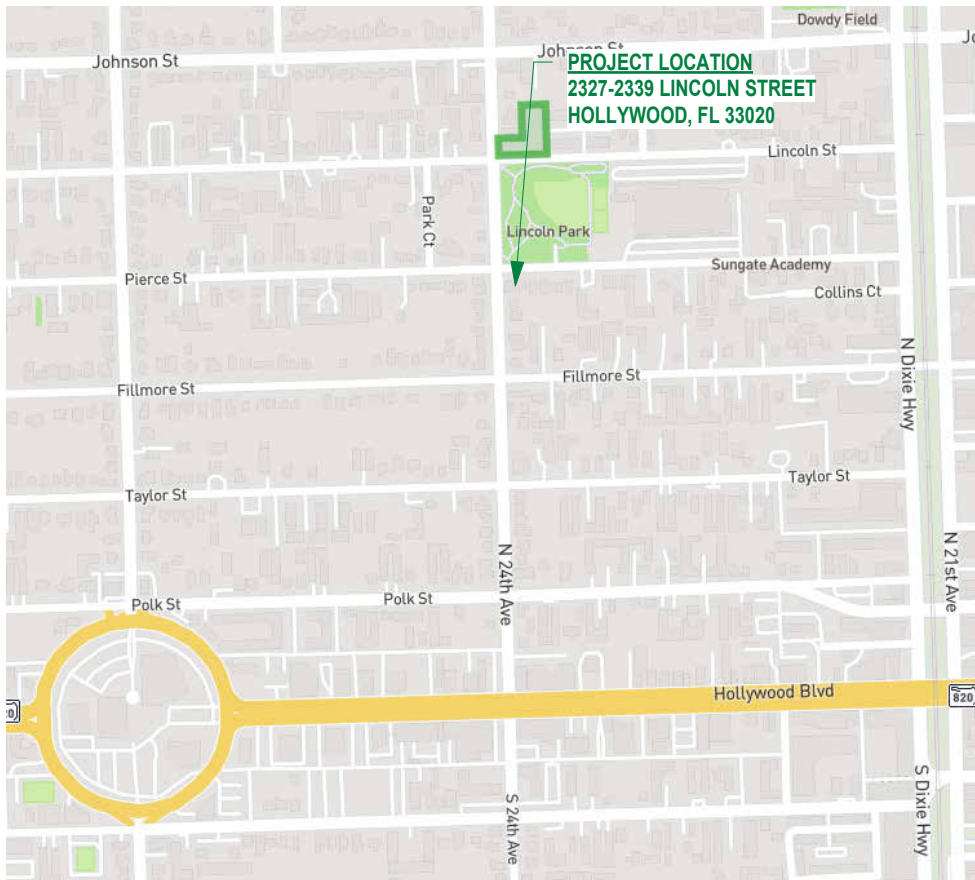 Dowdy Field
Johnson St
Johnson St
Jo
PROJECT LOCATION
2327-2339 LINCOLN STREET
HOLLYWOOD, FL 33020
Lincoln St
Park Ct
Lincoln Park
Pierce St
Sungate Academy
Collins Ct
N Dixie Hwy
Fillmore St
Fillmore St
Taylor St
Taylor St
N 24th Ave
N 21st Ave
Polk St
Polk St
Hollywood Blvd
820
S 24th Ave
S Dixie Hwy